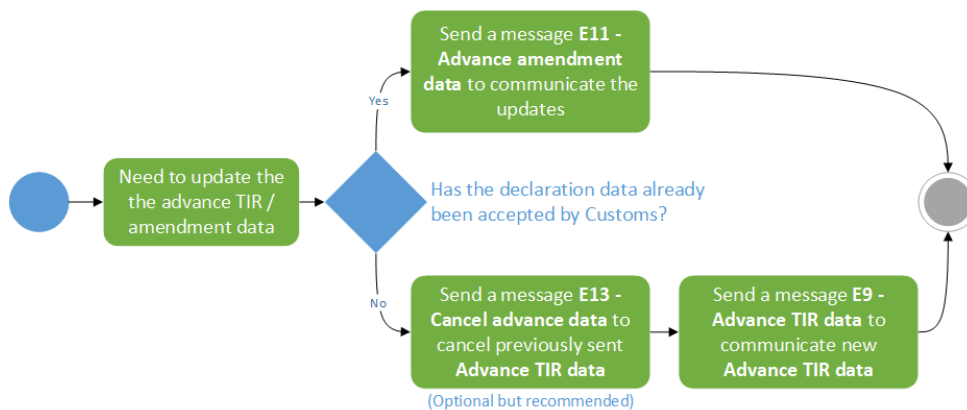 Send a message E11 -
Advance amendment
data to communicate the
updates
Yes
Need to update the
the advance TIR /
amendment data
Has the declaration data already
been accepted by Customs?
No
Send a message E13 -
Cancel advance data to
cancel previously sent
Advance TIR data
(Optional but recommended)
Send a message E9 -
Advance TIR data to
communicate new
Advance TIR data